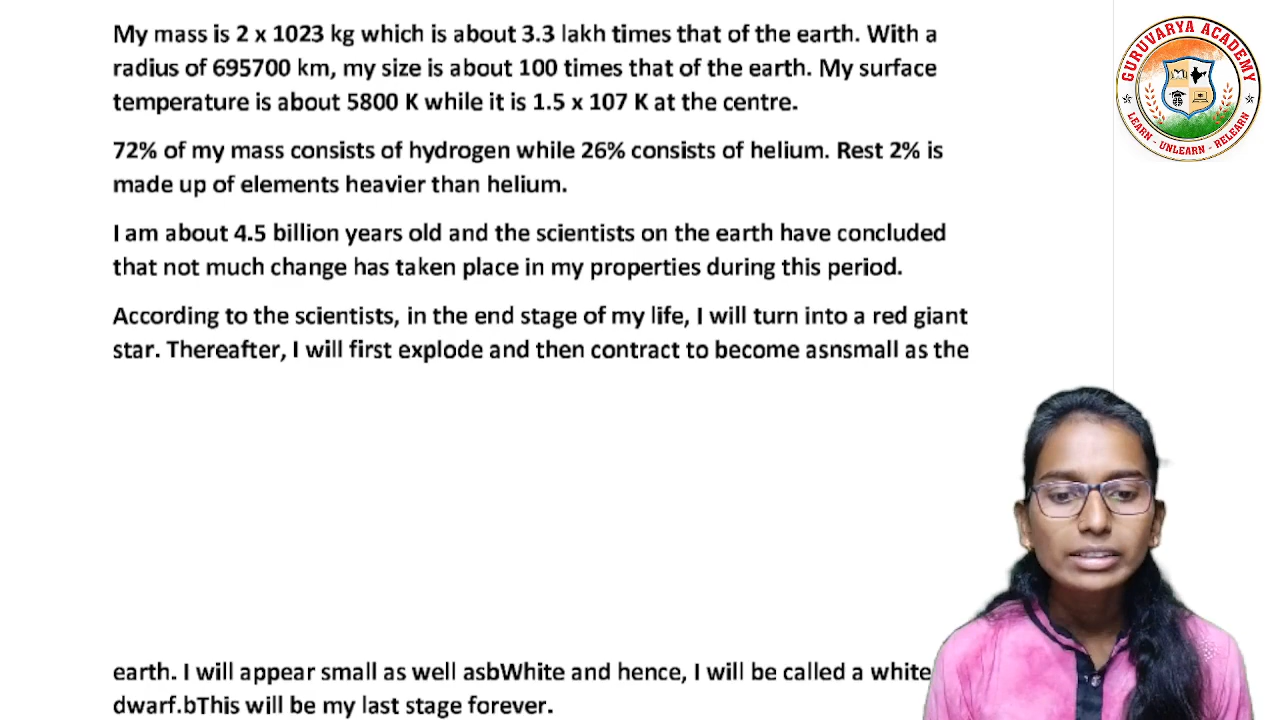 My mass is 2 x 1023 kg which is about 3.3 lakh times that of the earth. With a
radius of 695700 km, my size is about 100 times that of the earth. My surface
temperature is about 5800 K while it is 1.5 x 107 K at the centre.
72% of my mass consists of hydrogen while 26% consists of helium. Rest 2% is
made up of elements heavier than helium.
I am about 4.5 billion years old and the scientists on the earth have concluded
that not much change has taken place in my properties during this period.
According to the scientists, in the end stage of my life, I will turn into a red giant
star. Thereafter, I will first explode and then contract to become asnsmall as the
earth. I will appear small as well asbWhite and hence, I will be called a white
dwarf.bThis will be my last stage forever.
GURUVARYA ACADEMY
LEARN - UNLEARN - RELEARN